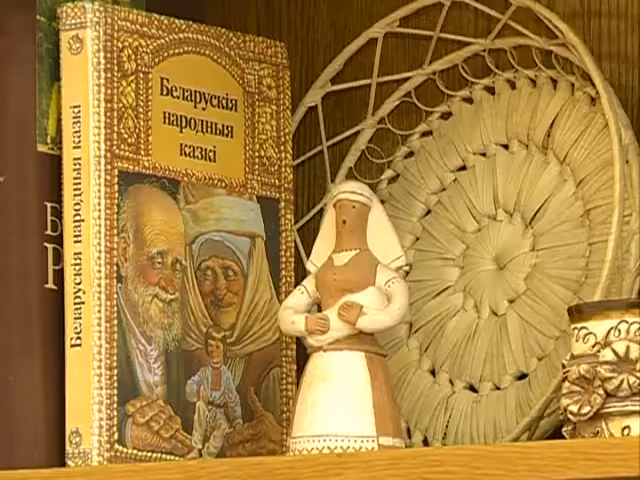 Беларускія
народныя
казкі
Беларускія народныя казкі